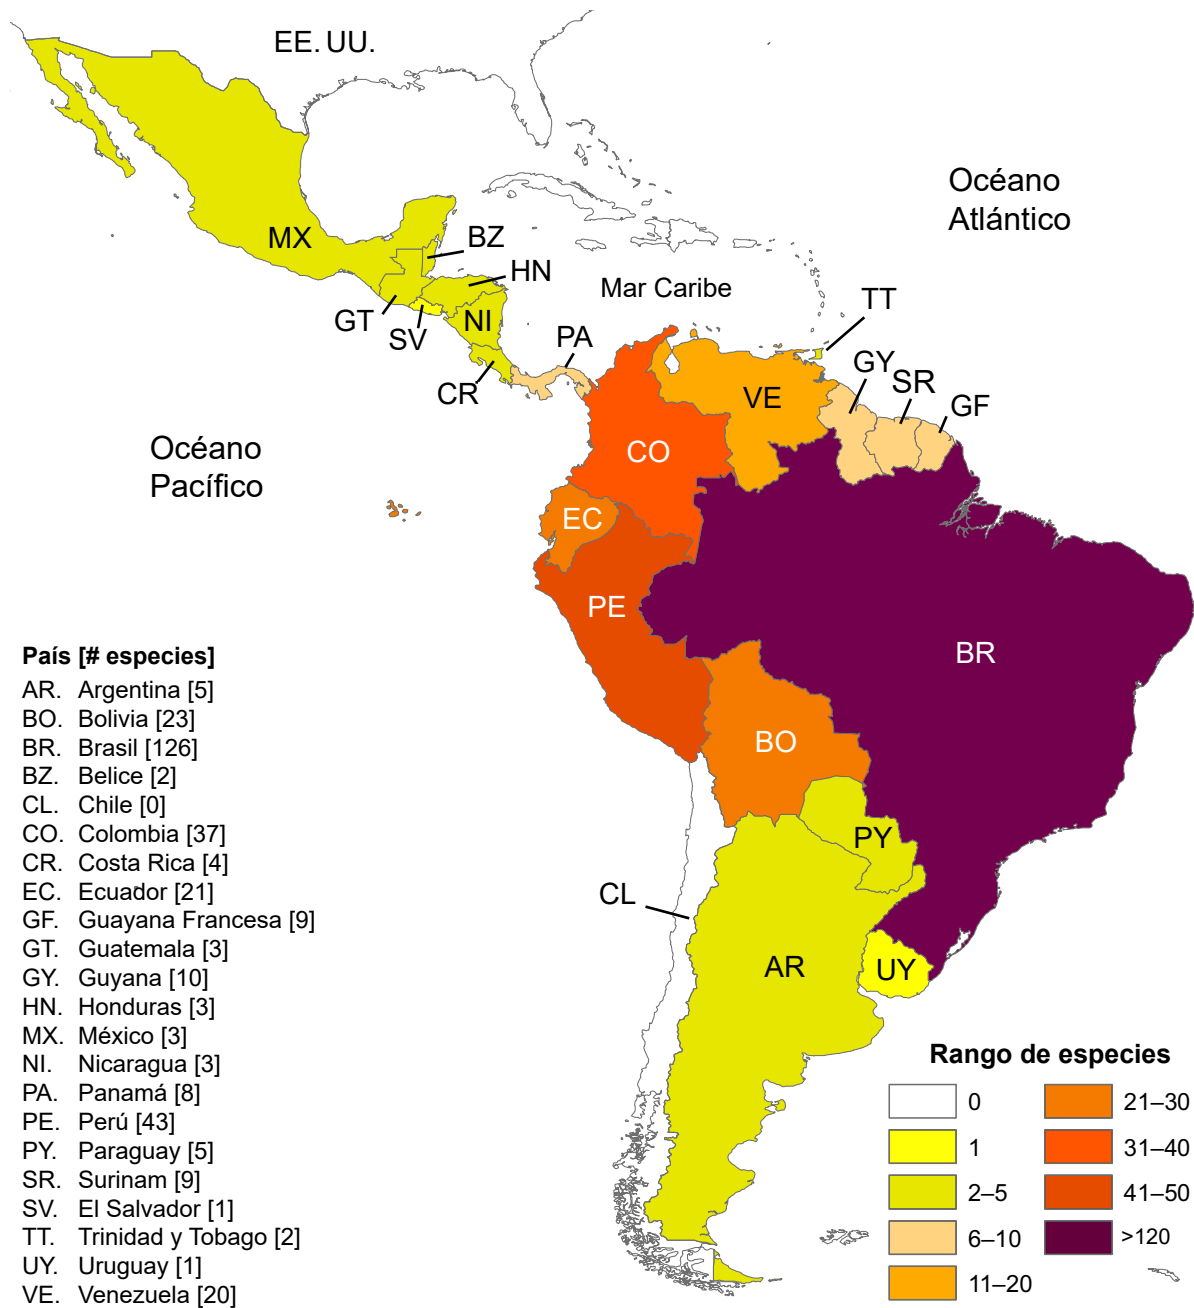 EE. UU.
Océano
Atlántico
MX
BZ
HN
Mar Caribe
TT
GT
SV
NI
PA
CR
GY
SR
GF
VE
CO
Océano
Pacífico
EC
PE
BR
BO
PY
CL
AR
UY
País [# especies]
AR. Argentina [5]
BO. Bolivia [23]
BR. Brasil [126]
BZ. Belice [2]
CL. Chile [0]
CO. Colombia [37]
CR. Costa Rica [4]
EC. Ecuador [21]
GF. Guayana Francesa [9]
GT. Guatemala [3]
GY. Guyana [10]
HN. Honduras [3]
MX. México [3]
NI. Nicaragua [3]
PA. Panamá [8]
PE. Perú [43]
PY. Paraguay [5]
SR. Surinam [9]
SV. El Salvador [1]
TT. Trinidad y Tobago [2]
UY. Uruguay [1]
VE. Venezuela [20]
Rango de especies
0
1
2–5
6–10
11–20
21–30
31–40
41–50
>120